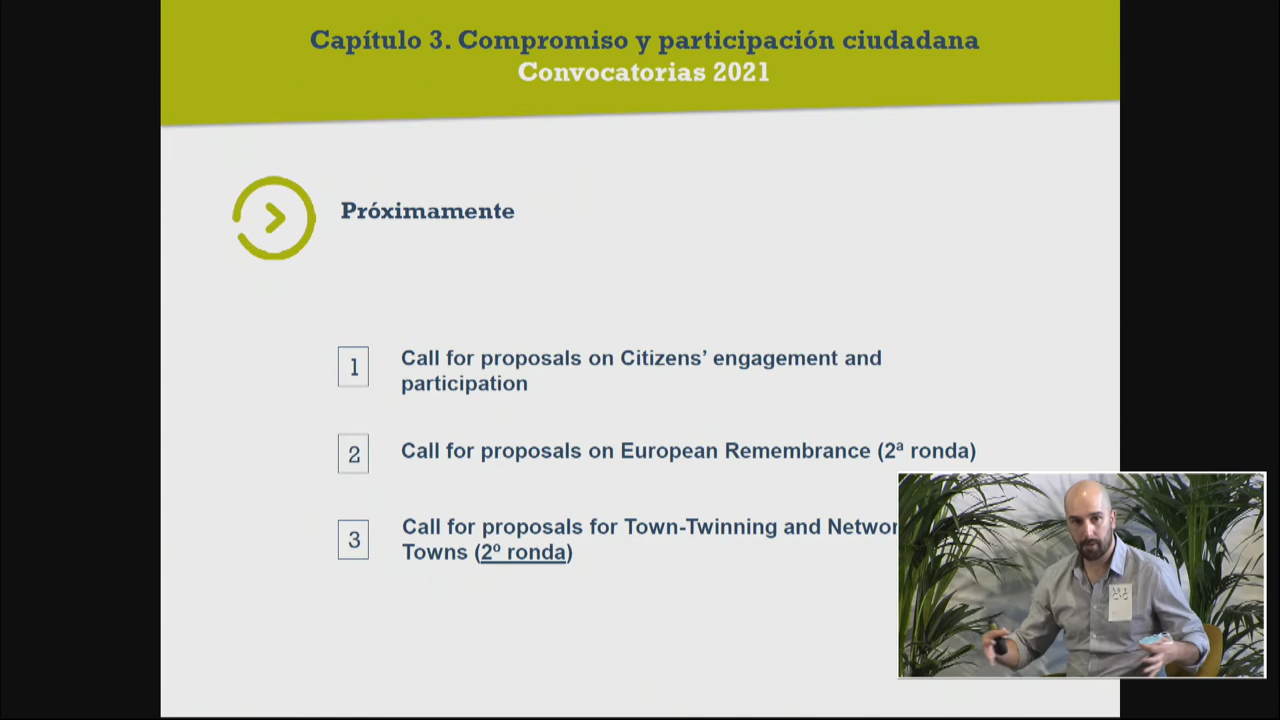 Capítulo 3. Compromiso y participación ciudadana
Convocatorias 2021
Próximamente
1 Call for proposals on Citizens’ engagement and
participation
2 Call for proposals on European Remembrance (2ª ronda)
3 Call for proposals for Town-Twinning and
Towns (2º ronda)